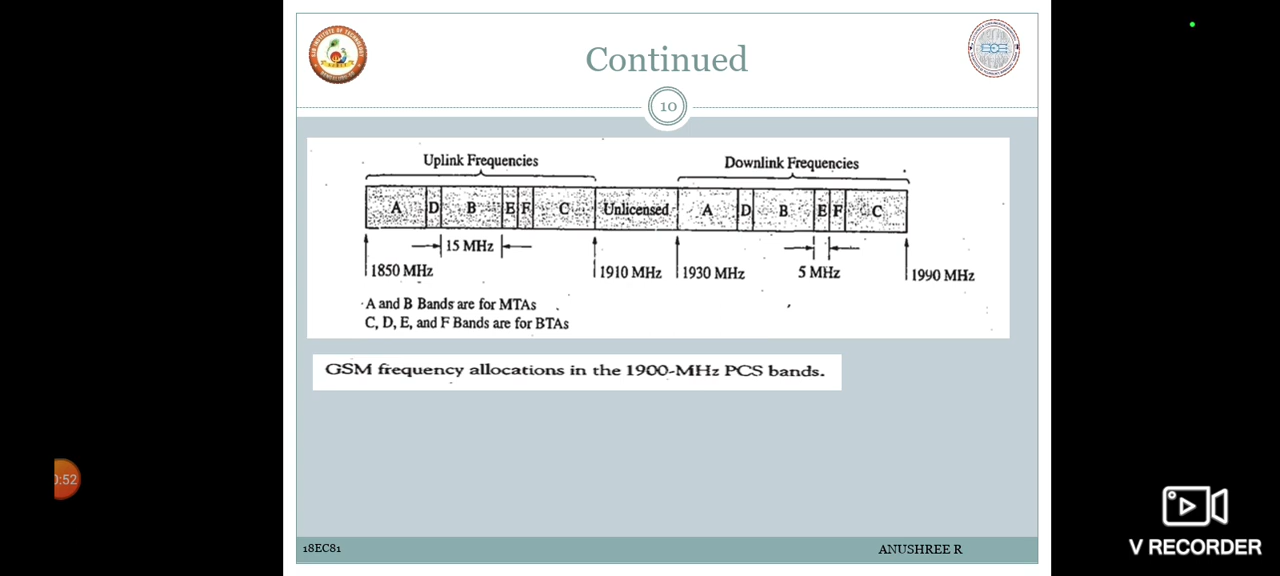 Continued
10
Uplink Frequencies
Downlink Frequencies
A D B E F C Unlicensed A D B E F C
15 MHz
1850 MHz
1910 MHz
1930 MHz
5 MHz
1990 MHz
A and B Bands are for MTAs
C, D, E, and F Bands are for BTAs
GSM frequency allocations in the 1900-MHz PCS bands.
:52
18EC81
ANUSHREE R
V RECORDER